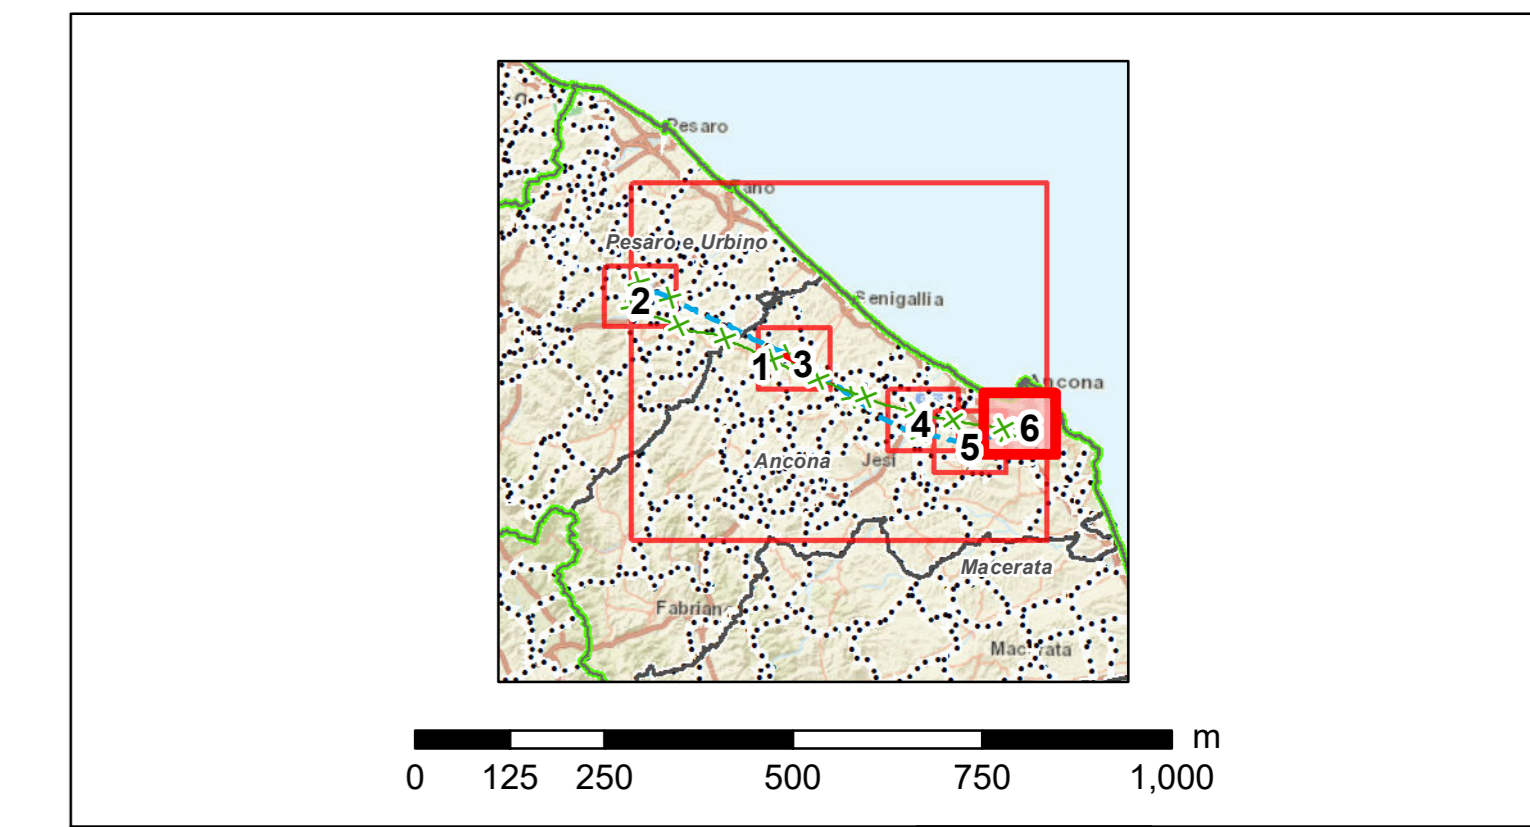 Pesaro
Fano
Pesaro e Urbino
2
Senigallia
1 3
Ancona
4
6
5
Ancona
Jesi
Macerata
Fabriano
Macerata
m
0 125 250 500 750 1,000